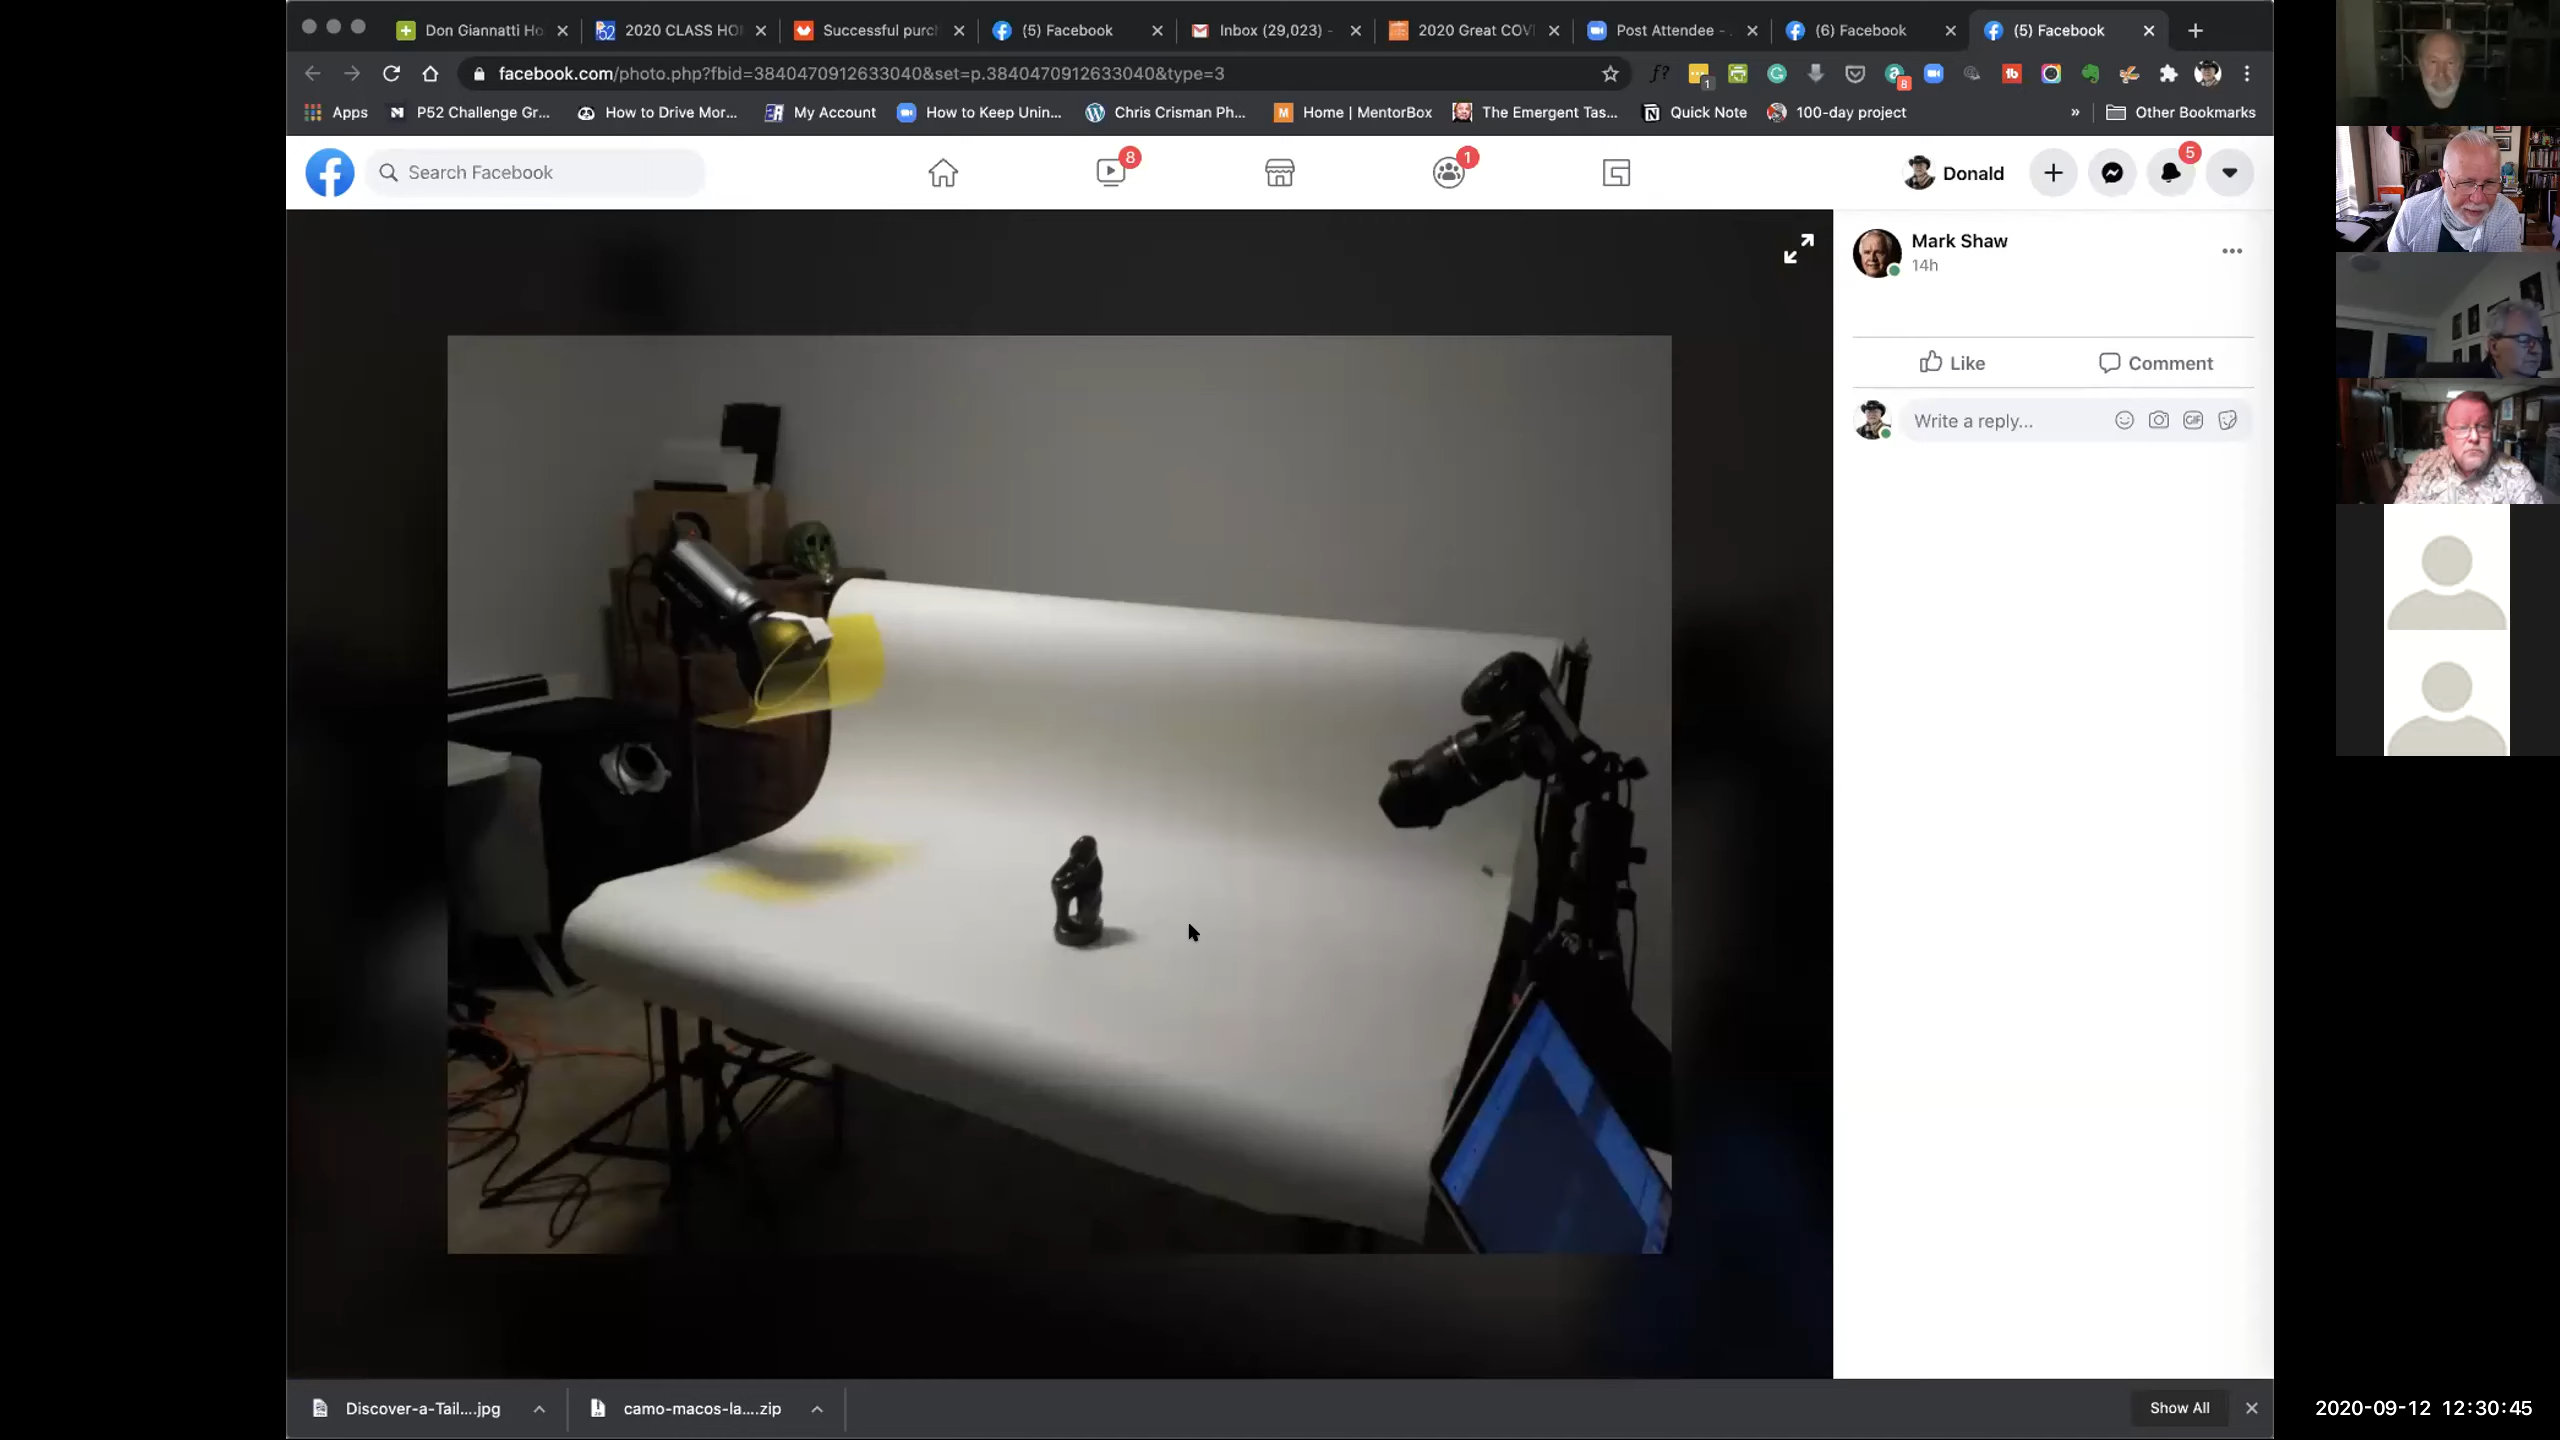 Don Giannatti Ho
2020 CLASS HO
Successful purch
(5) Facebook
Inbox (29,023) -
2020 Great COV
Post Attendee - .
(6) Facebook
(5) Facebook
facebook.com/photo.php?fbid=3840470912633040&set=p.3840470912633040&type=3
Apps
P52 Challenge Gr...
How to Drive Mor...
My Account
How to Keep Unin...
Chris Crisman Ph...
Home | MentorBox
The Emergent Tas...
Quick Note
100-day project
»
Other Bookmarks
Search Facebook
8
1
Donald
5
Mark Shaw
14h
Like
Comment
Write a reply...
GIF
Discover-a-Tail....jpg
camo-macos-la....zip
Show All
2020-09-12 12:30:45